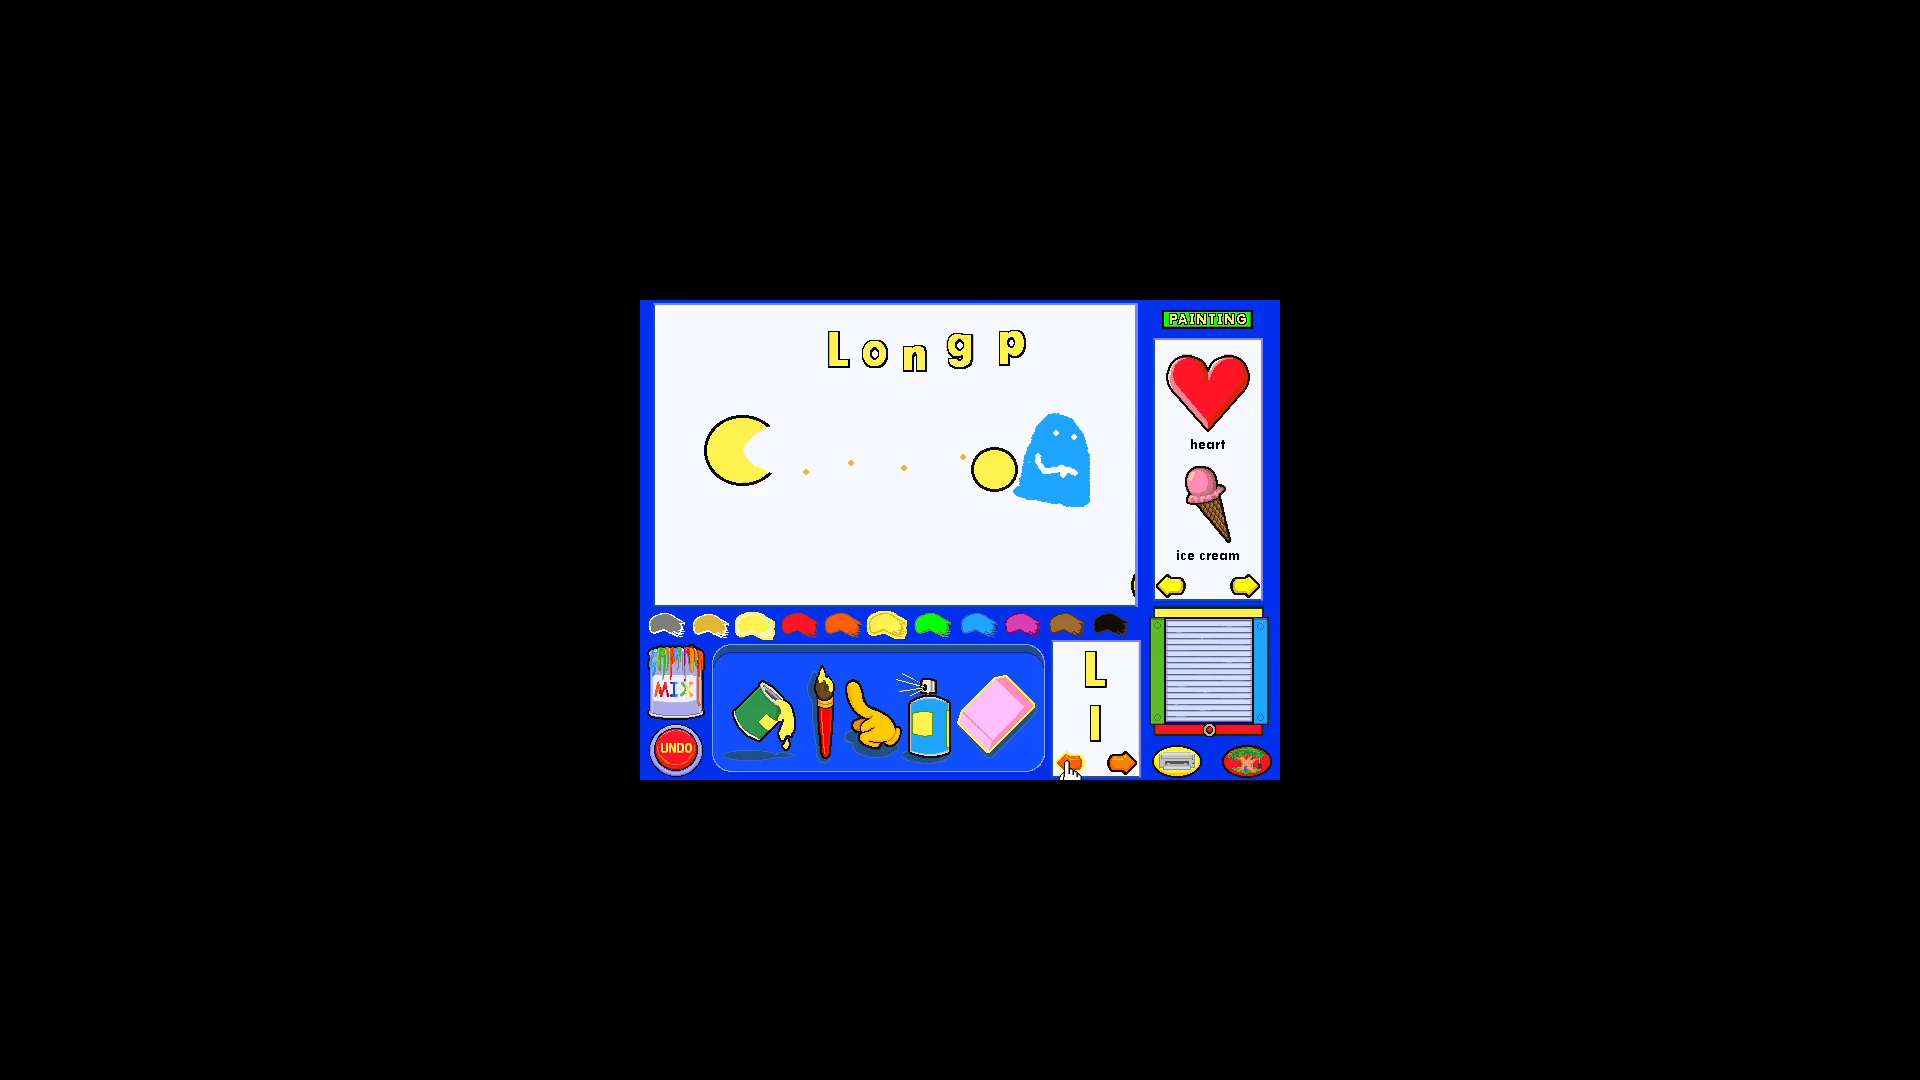 Long p
PAINTING
heart
ice cream
MIX
UNDO
L
l